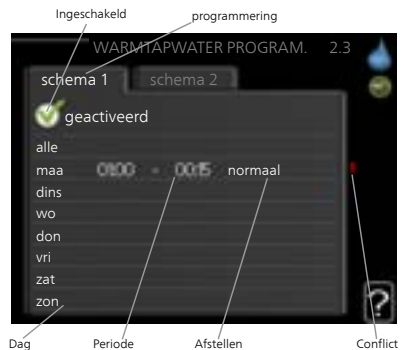 Ingeschakeld programmering
WARMTAPWATER PROGRAM. 2.3
schema 1 schema 2
geactiveerd
alle
maa 01:00 - 00:15 normaal
dins
wo
don
vri
zat
zon
?
Dag Periode Afstellen Conflict